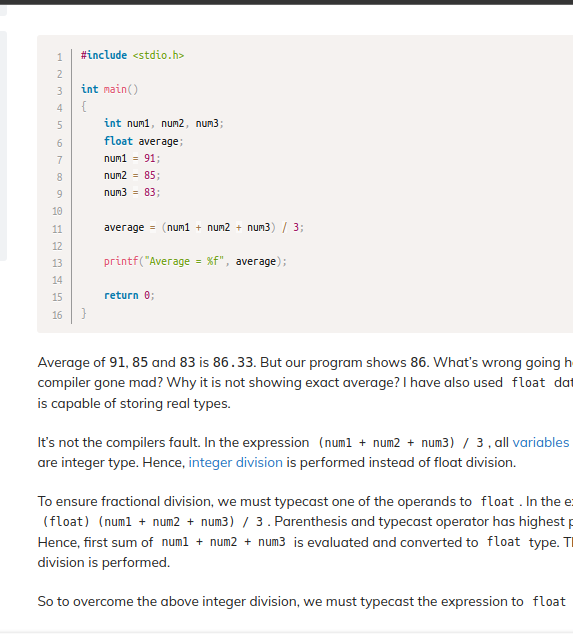 1 #include <stdio.h>
2
3 int main()
4 {
5 int num1, num2, num3;
6 float average;
7 num1 = 91;
8 num2 = 85;
9 num3 = 83;
10
11 average = (num1 + num2 + num3) / 3;
12
13 printf("Average = %f", average);
14
15 return 0;
16 }
Average of 91, 85 and 83 is 86.33. But our program shows 86. What's wrong going
compiler gone mad? Why it is not showing exact average? I have also used float
is capable of storing real types.
It's not the compilers fault. In the expression (num1 + num2 + num3) / 3, all variables
are integer type. Hence, integer division is performed instead of float division.
To ensure fractional division, we must typecast one of the operands to float. In the
(float) (num1 + num2 + num3) / 3. Parenthesis and typecast operator has highest
Hence, first sum of num1 + num2 + num3 is evaluated and converted to float type.
division is performed.
So to overcome the above integer division, we must typecast the expression to float